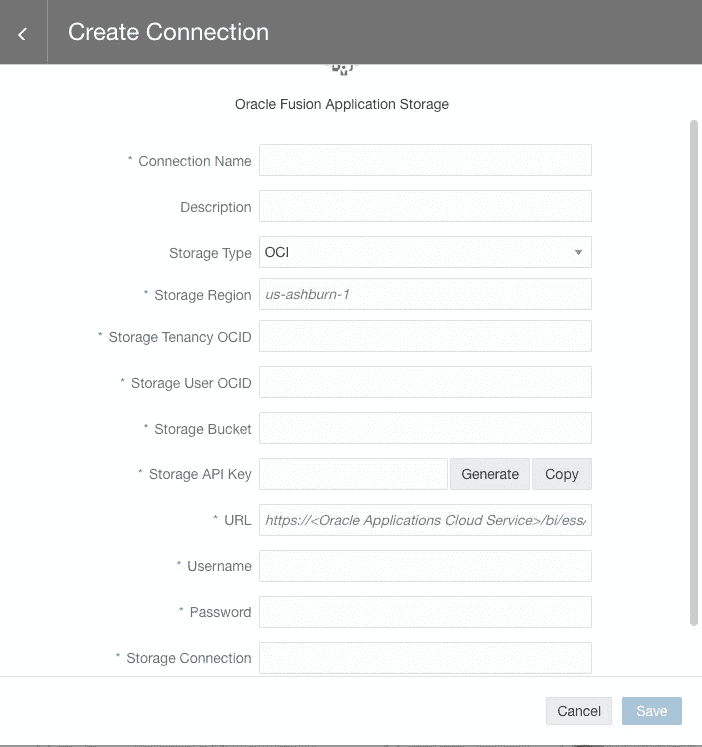 Create Connection
Oracle Fusion Application Storage
* Connection Name
Description
Storage Type OCI
* Storage Region us-ashburn-1
* Storage Tenancy OCID
* Storage User OCID
* Storage Bucket
* Storage API Key Generate Copy
* URL https://<Oracle Applications Cloud Service>/bi/ess/
* Username
* Password
* Storage Connection
Cancel Save